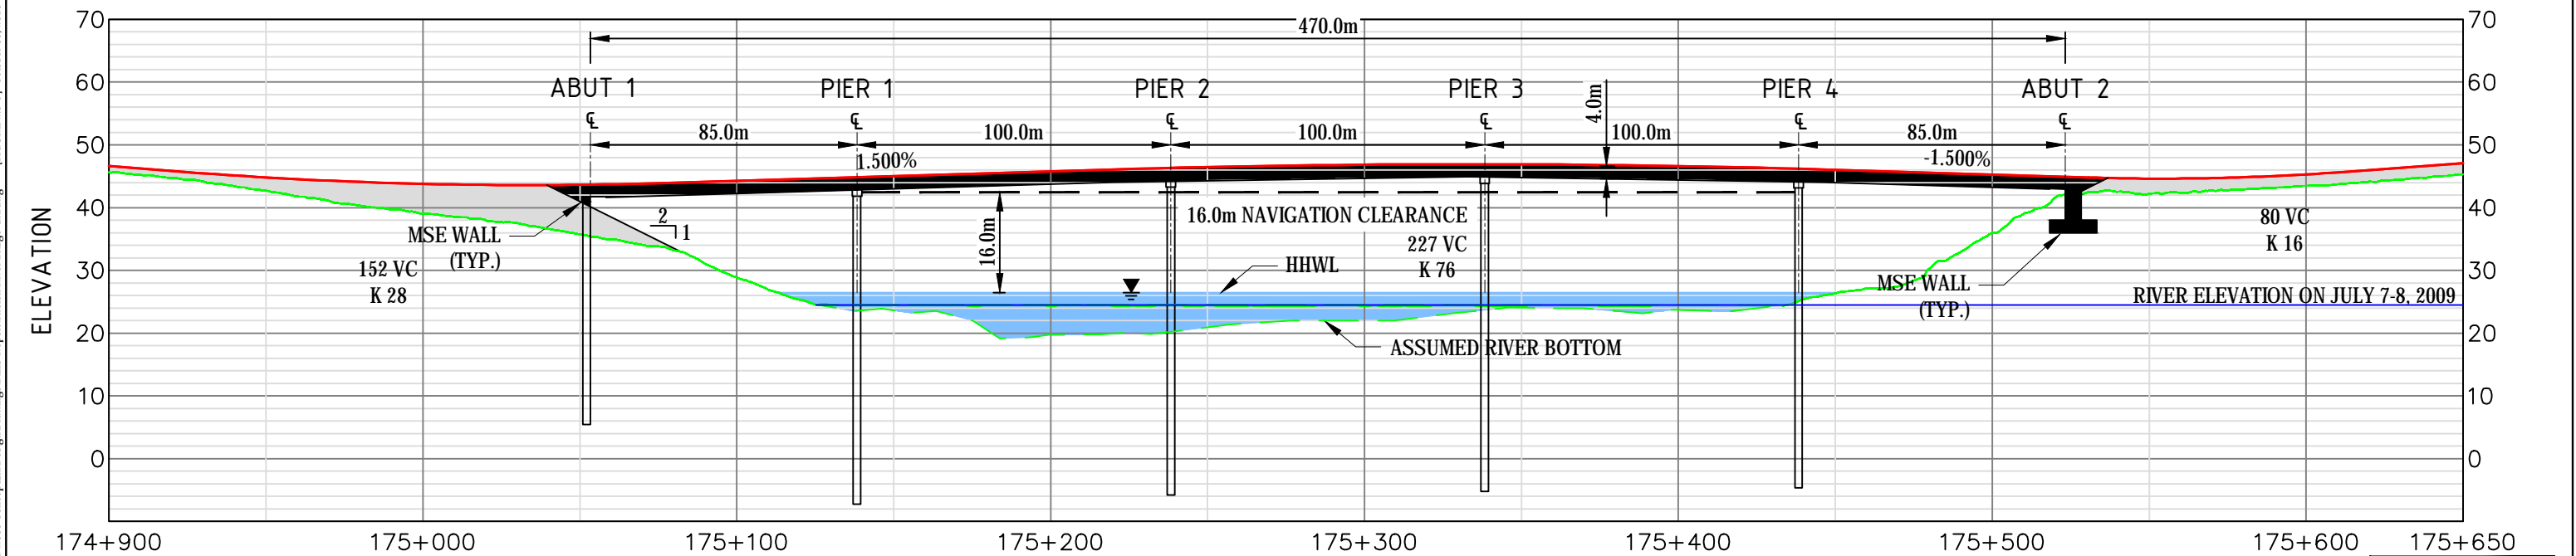 70
470.0m
70
60
ABUT 1
PIER 1
PIER 2
PIER 3
4.0m
PIER 4
ABUT 2
60
℄
℄
℄
℄
℄
℄
85.0m
100.0m
100.0m
100.0m
85.0m
50
1.500%
-1.500%
50
40
16.0m NAVIGATION CLEARANCE
40
ELEVATION
MSE WALL
(TYP.)
2
1
16.0m
227 VC
K 76
80 VC
K 16
30
152 VC
K 28
HHWL
MSE WALL
(TYP.)
30
RIVER ELEVATION ON JULY 7-8, 2009
20
ASSUMED RIVER BOTTOM
20
10
10
0
0
174+900
175+000
175+100
175+200
175+300
175+400
175+500
175+600
175+650